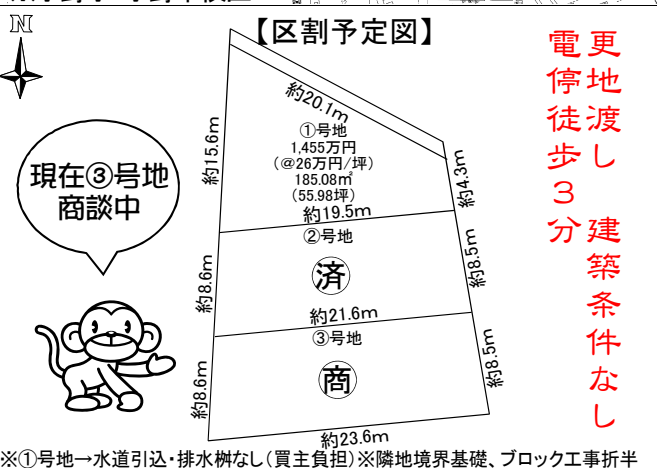 N
【区割予定図】
約20.1m
①号地
1,455万円
(@26万円/坪)
185.08㎡
(55.98坪)
約15.6m
約4.3m
約19.5m
②号地
済
約8.6m
約8.5m
約21.6m
③号地
商
約8.6m
約8.5m
約23.6m
現在③号地
商談中
更地渡し 建築条件なし
電停徒歩3分
※①号地→水道引込・排水桝なし(買主負担)※隣地境界基礎、ブロック工事折半